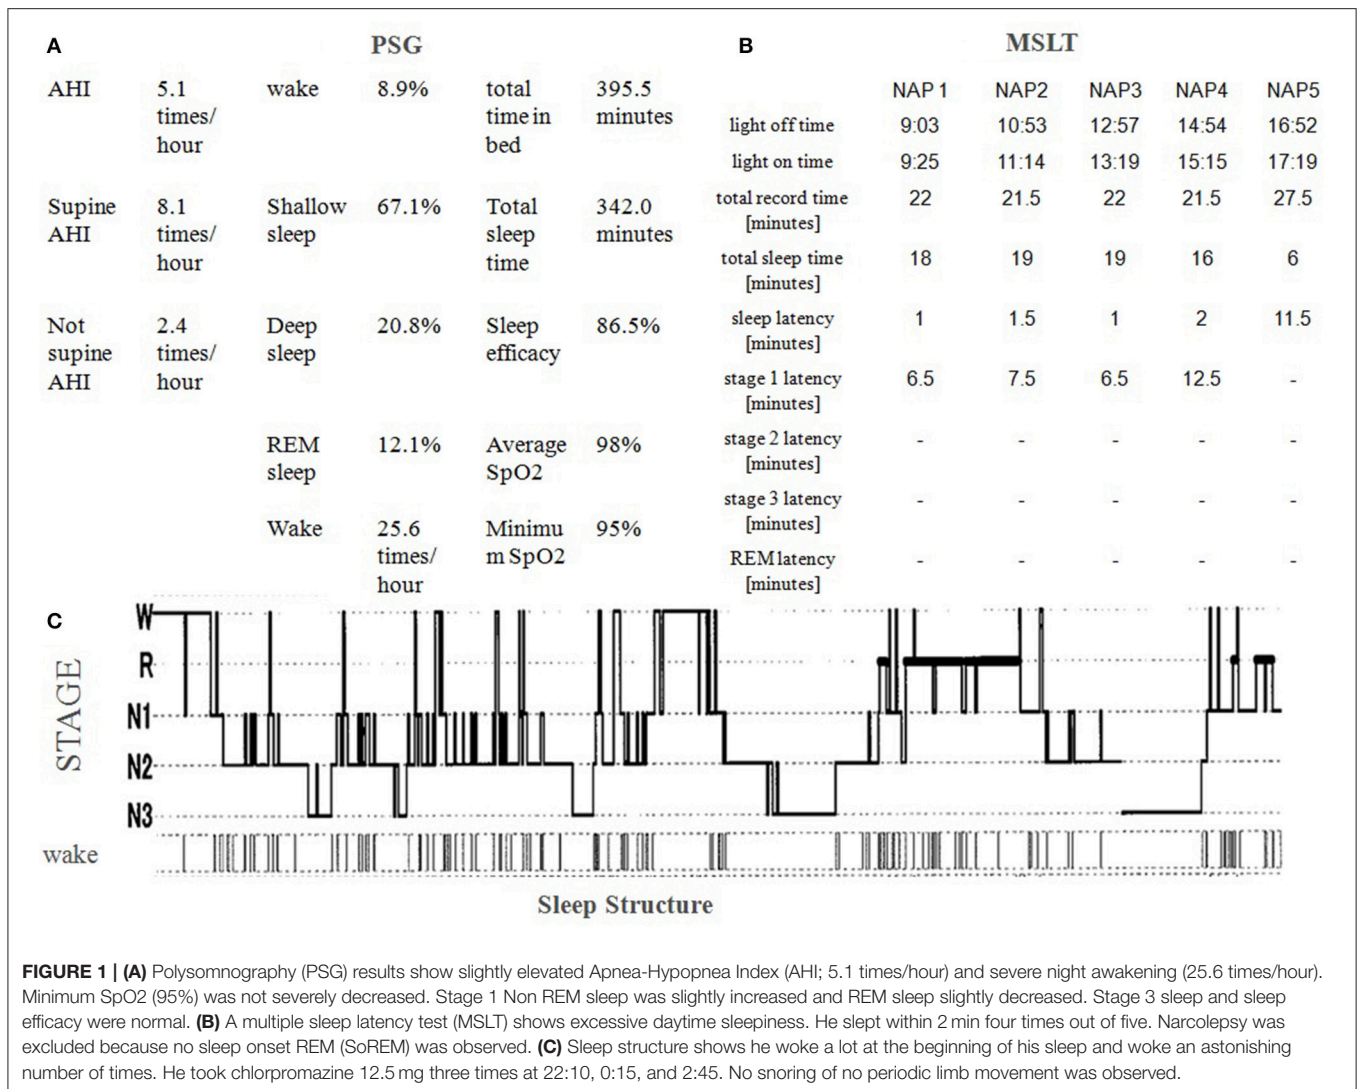 A
PSG
AHI
5.1
times/
hour
wake
8.9%
total
time in
bed
395.5
minutes
Supine
AHI
8.1
times/
hour
Shallow
sleep
67.1%
Total
sleep
time
342.0
minutes
Not
supine
AHI
2.4
times/
hour
Deep
sleep
20.8%
Sleep
efficacy
86.5%
REM
sleep
12.1%
Average
SpO2
98%
Wake
25.6
times/
hour
Minimu
m SpO2
95%
B
MSLT
NAP 1 NAP2 NAP3 NAP4 NAP5
light off time 9:03 10:53 12:57 14:54 16:52
light on time 9:25 11:14 13:19 15:15 17:19
total record time
[minutes]
22 21.5 22 21.5 27.5
total sleep time
[minutes]
18 19 19 16 6
sleep latency
[minutes]
1 1.5 1 2 11.5
stage 1 latency
[minutes]
6.5 7.5 6.5 12.5 -
stage 2 latency
[minutes]
- - - - -
stage 3 latency
[minutes]
- - - - -
REM latency
[minutes]
- - - - -
C
STAGE
W
R
N1
N2
N3
wake
Sleep Structure
FIGURE 1 | (A) Polysomnography (PSG) results show slightly elevated Apnea-Hypopnea Index (AHI; 5.1 times/hour) and severe night awakening (25.6 times/hour).
Minimum SpO2 (95%) was not severely decreased. Stage 1 Non REM sleep was slightly increased and REM sleep slightly decreased. Stage 3 sleep and sleep
efficacy were normal. (B) A multiple sleep latency test (MSLT) shows excessive daytime sleepiness. He slept within 2 min four times out of five. Narcolepsy was
excluded because no sleep onset REM (SoREM) was observed. (C) Sleep structure shows he woke a lot at the beginning of his sleep and woke an astonishing
number of times. He took chlorpromazine 12.5 mg three times at 22:10, 0:15, and 2:45. No snoring of no periodic limb movement was observed.